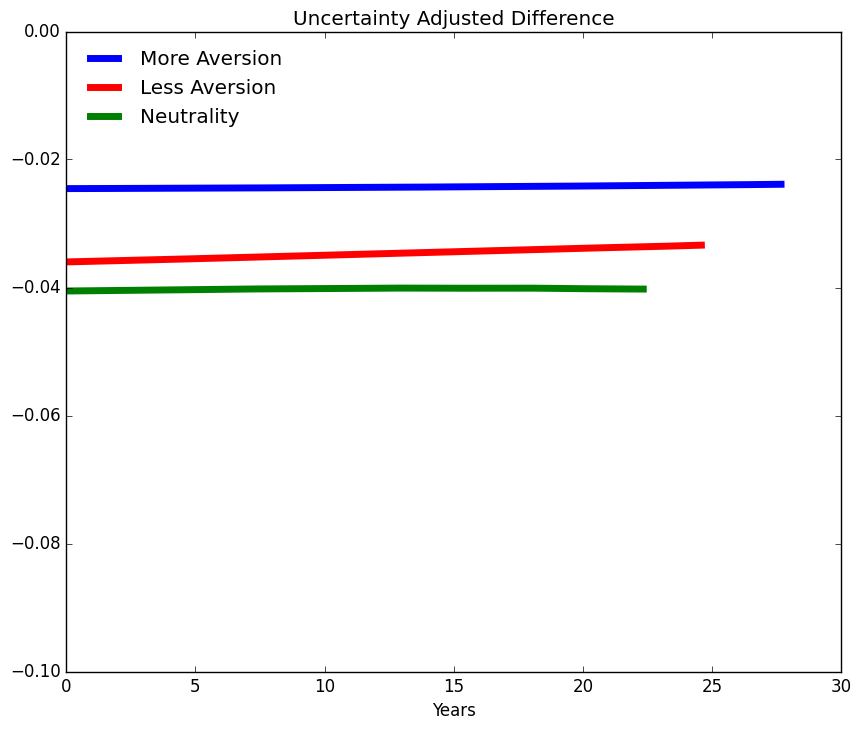 Uncertainty Adjusted Difference
0.00
More Aversion
Less Aversion
Neutrality
−0.02
−0.04
−0.06
−0.08
−0.10
0 5 10 15 20 25 30
Years